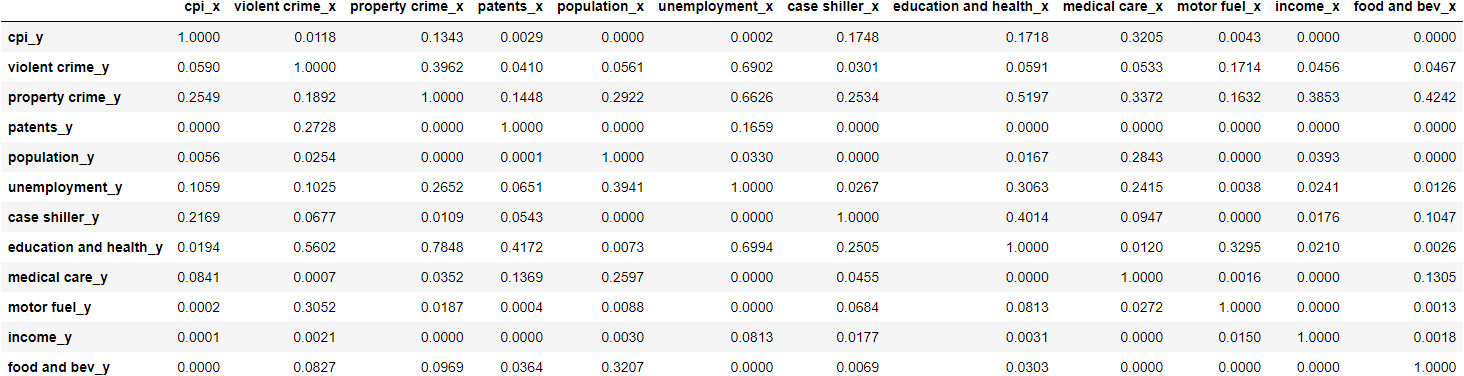 cpi_x violent crime_x property crime_x patents_x population_x unemployment_x case shiller_x education and health_x medical care_x motor fuel_x income_x food and bev_x
cpi_y 1.0000 0.0118 0.1343 0.0029 0.0000 0.0002 0.1748 0.1718 0.3205 0.0043 0.0000 0.0000
violent crime_y 0.0590 1.0000 0.3962 0.0410 0.0561 0.6902 0.0301 0.0591 0.0533 0.1714 0.0456 0.0467
property crime_y 0.2549 0.1892 1.0000 0.1448 0.2922 0.6626 0.2534 0.5197 0.3372 0.1632 0.3853 0.4242
patents_y 0.0000 0.2728 0.0000 1.0000 0.0000 0.1659 0.0000 0.0000 0.0000 0.0000 0.0000 0.0000
population_y 0.0056 0.0254 0.0000 0.0001 1.0000 0.0330 0.0000 0.0167 0.2843 0.0000 0.0393 0.0000
unemployment_y 0.1059 0.1025 0.2652 0.0651 0.3941 1.0000 0.0267 0.3063 0.2415 0.0038 0.0241 0.0126
case shiller_y 0.2169 0.0677 0.0109 0.0543 0.0000 0.0000 1.0000 0.4014 0.0947 0.0000 0.0176 0.1047
education and health_y 0.0194 0.5602 0.7848 0.4172 0.0073 0.6994 0.2505 1.0000 0.0120 0.3295 0.0210 0.0026
medical care_y 0.0841 0.0007 0.0352 0.1369 0.2597 0.0000 0.0455 0.0000 1.0000 0.0016 0.0000 0.1305
motor fuel_y 0.0002 0.3052 0.0187 0.0004 0.0088 0.0000 0.0684 0.0813 0.0272 1.0000 0.0000 0.0013
income_y 0.0001 0.0021 0.0000 0.0000 0.0030 0.0813 0.0177 0.0031 0.0000 0.0150 1.0000 0.0018
food and bev_y 0.0000 0.0827 0.0969 0.0364 0.3207 0.0000 0.0069 0.0303 0.0000 0.0000 0.0000 1.0000